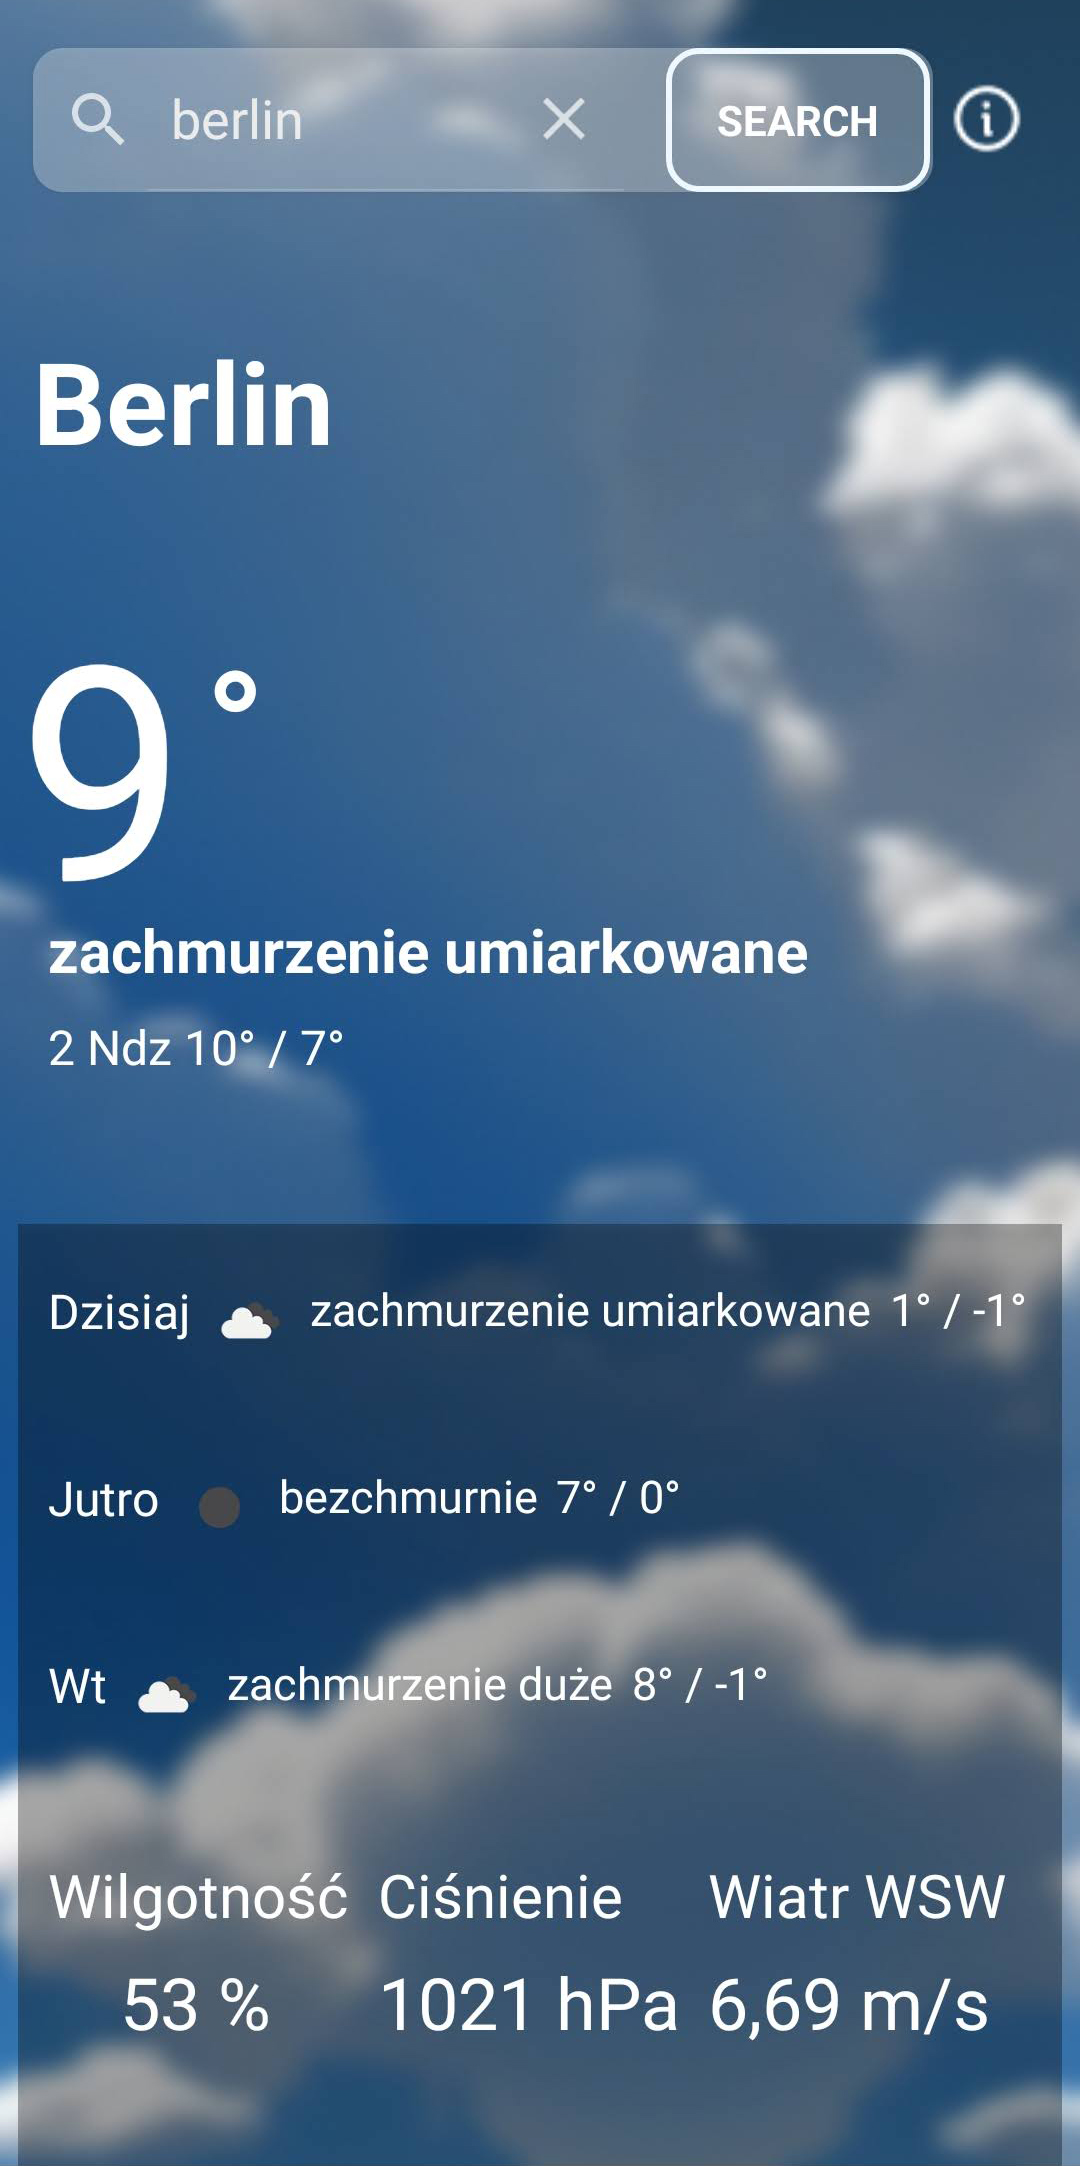 berlin SEARCH
Berlin
9°
zachmurzenie umiarkowane
2 Ndz 10° / 7°
Dzisiaj zachmurzenie umiarkowane 1° / -1°
Jutro bezchmurnie 7° / 0°
Wt zachmurzenie duże 8° / -1°
Wilgotność Ciśnienie Wiatr WSW
53 % 1021 hPa 6,69 m/s